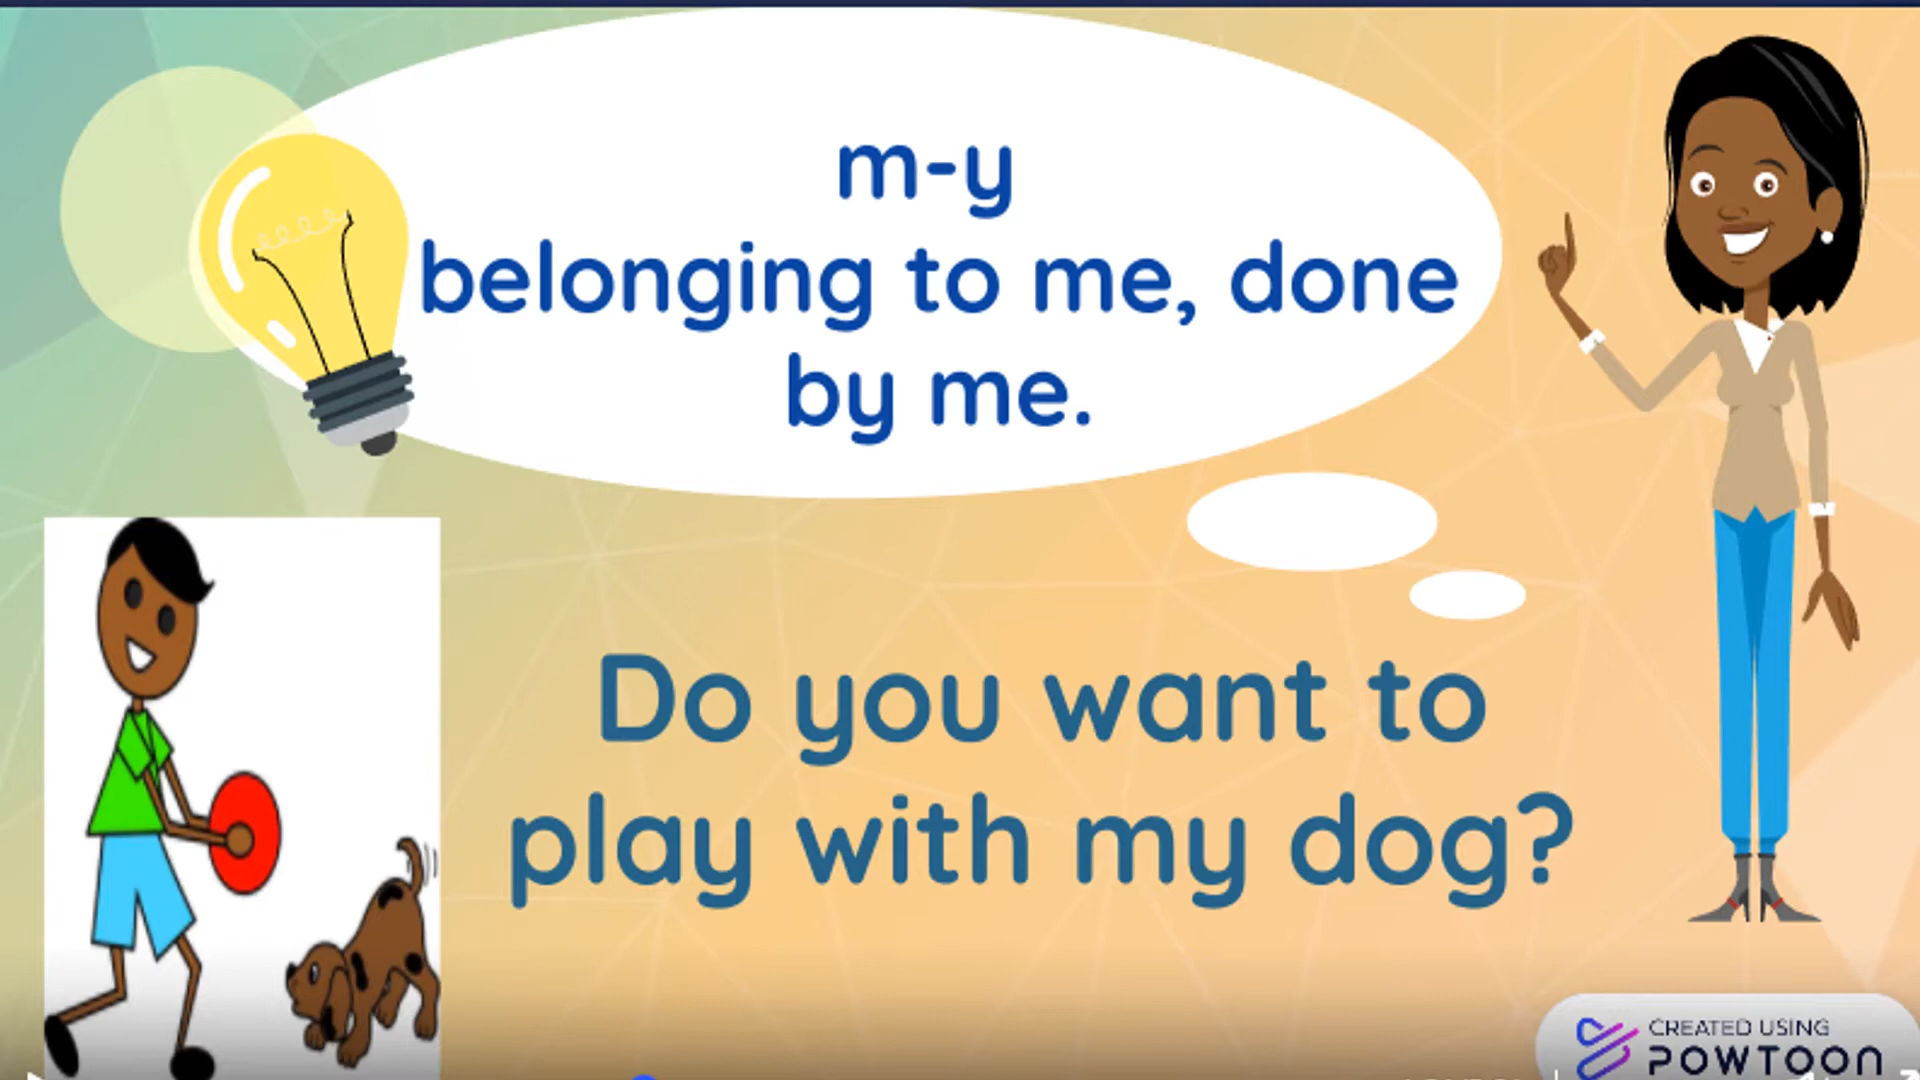 m-y
belonging to me, done
by me.
Do you want to
play with my dog?
CREATED USING
POWTOON